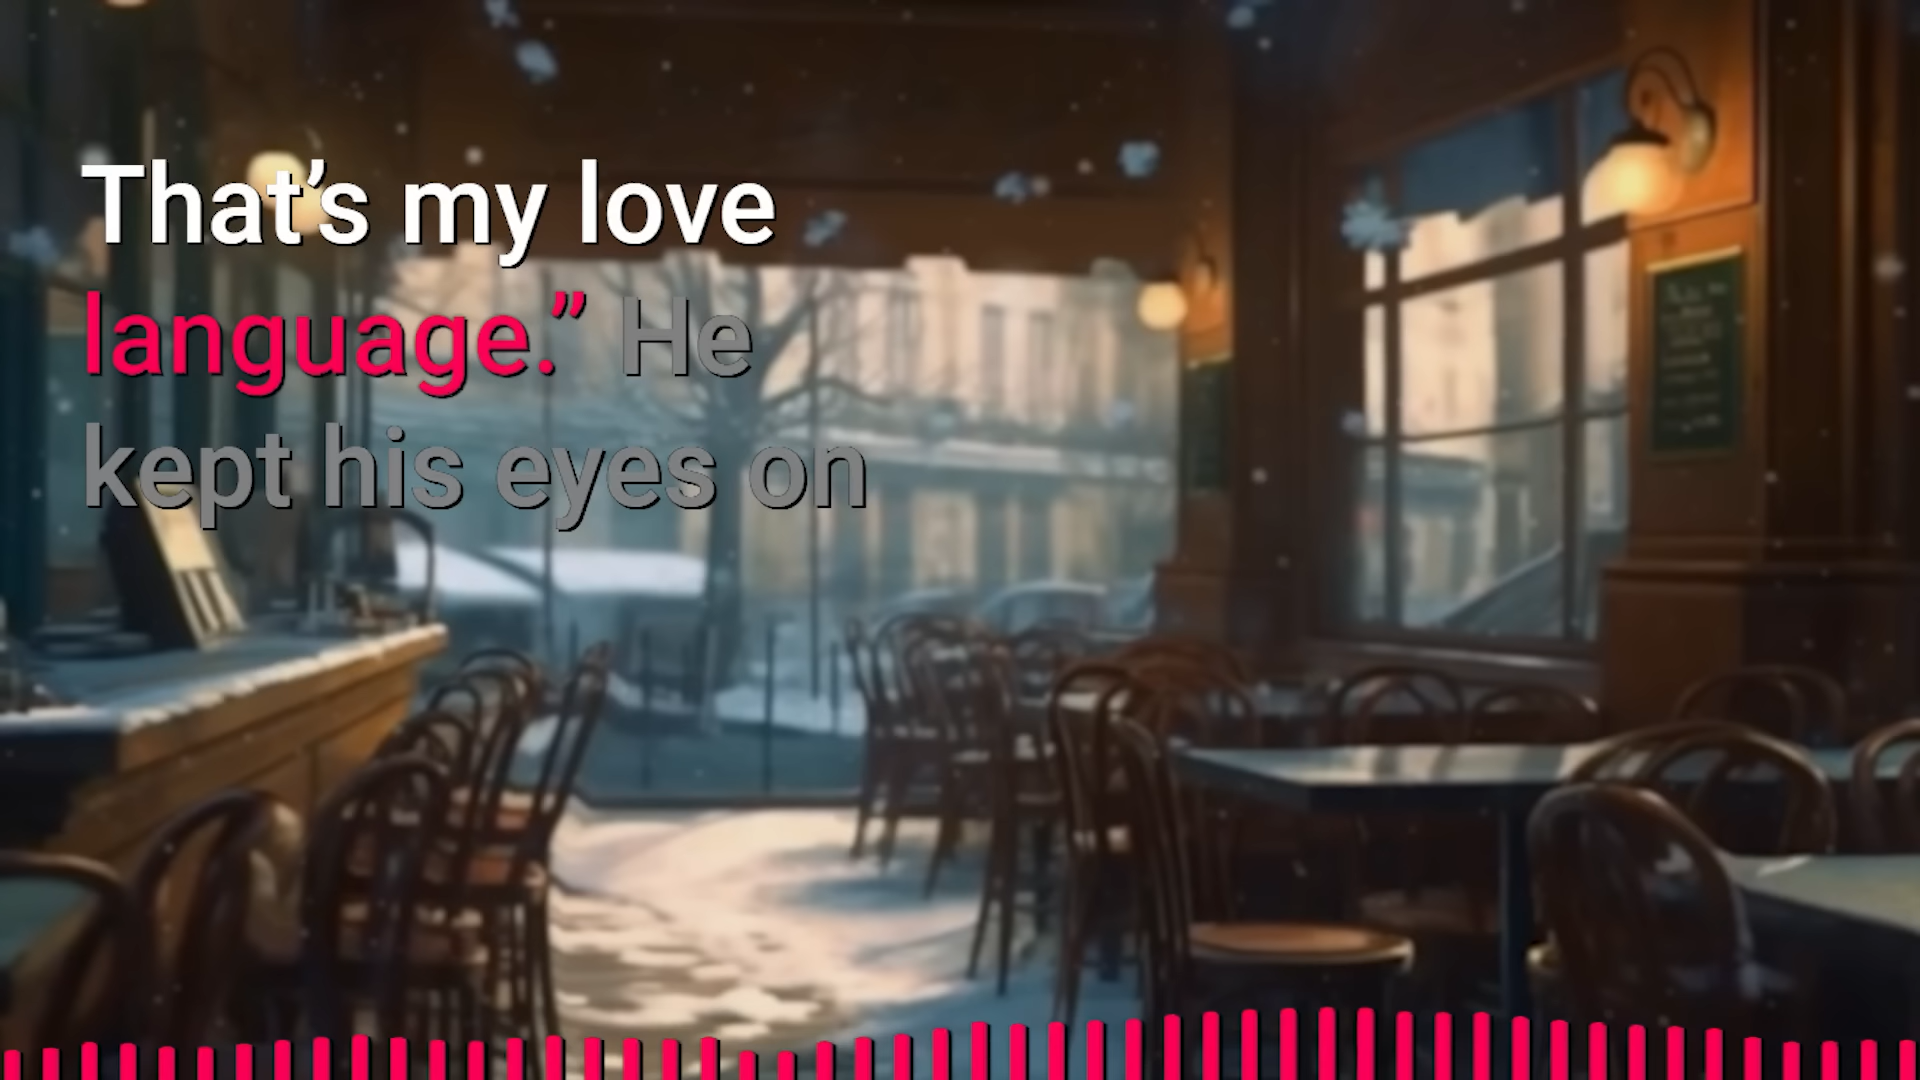 That’s my love
language.” He
kept his eyes on